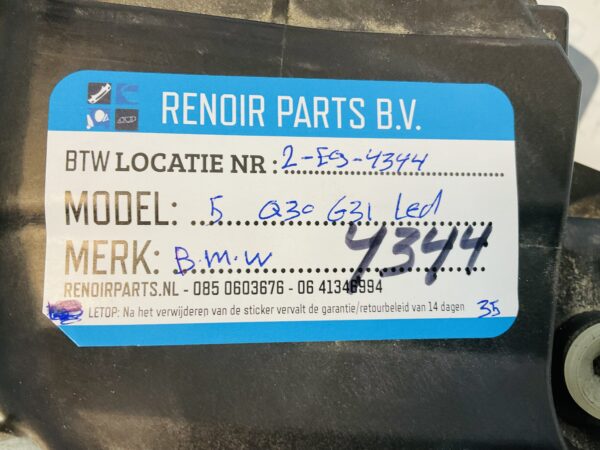 RENOIR PARTS B.V.
BTW LOCATIE NR : 2-E9-4344
MODEL: 5 Q30 G31 Led
MERK: B.M.W 4344
RENOIRPARTS.NL - 085 0603676 - 06 41346994
LETOP: Na het verwijderen van de sticker vervalt de garantie/retourbeleid van 14 dagen 35